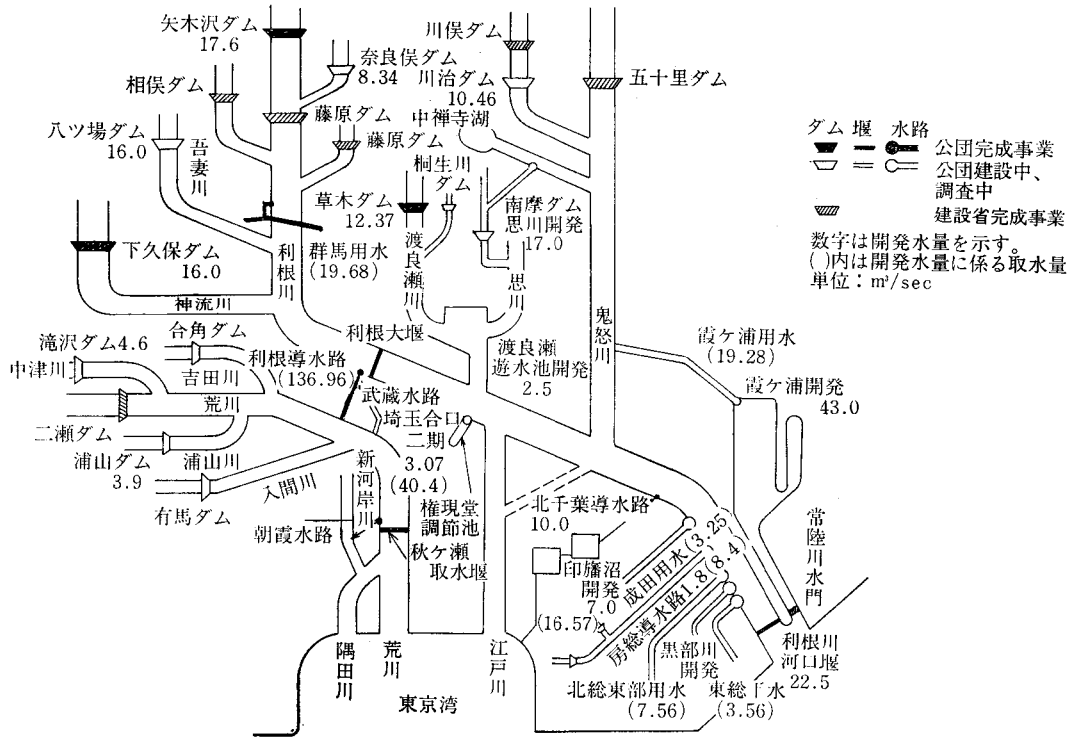 矢木沢ダム
17.6
奈良俣ダム
8.34
川俣ダム
川治ダム
10.46
五十里ダム
相俣ダム
藤原ダム
藤原ダム
中禅寺湖
八ツ場ダム
16.0
吾妻川
桐生川
ダム
草木ダム
12.37
南摩ダム
思川開発
17.0
下久保ダム
16.0
利根川
群馬用水
(19.68)
渡良瀬川
思川
鬼怒川
神流川
ダム 堰 水路
公団完成事業
公団建設中、
調査中
建設省完成事業
数字は開発水量を示す。
( )内は開発水量に係る取水量
単位:m³/sec
合角ダム
滝沢ダム4.6
中津川
吉田川
利根大堰
利根導水路
(136.96)
渡良瀬
遊水池開発
2.5
霞ケ浦用水
(19.28)
霞ケ浦開発
43.0
荒川
武蔵水路
埼玉合口
二期
3.07
(40.4)
二瀬ダム
浦山ダム
3.9
浦山川
入間川
有馬ダム
新河岸川
権現堂
調節池
朝霞水路
秋ケ瀬
取水堰
北千葉導水路
10.0
印旛沼
開発
7.0
(16.57)
成田用水(3.25)
房総導水路1.8(8.4)
常陸川水門
利根川
河口堰
22.5
黒部川
開発
北総東部用水
(7.56)
東総用水
(3.56)
隅田川
荒川
江戸川
東京湾